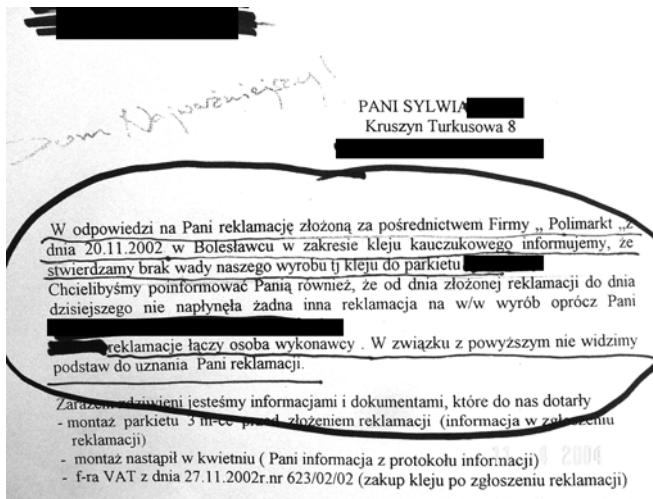 Dom Najważniejszy!
PANI SYLWIA
Kruszyn Turkusowa 8
W odpowiedzi na Pani reklamację złożoną za pośrednictwem Firmy „ Polimarkt „z
dnia 20.11.2002 w Bolesławcu w zakresie kleju kauczukowego informujemy, że
stwierdzamy brak wady naszego wyrobu tj kleju do parkietu
Chcielibyśmy poinformować Panią również, że od dnia złożonej reklamacji do dnia
dzisiejszego nie napłynęła żadna inna reklamacja na w/w wyrób oprócz Pani
reklamacje łączy osoba wykonawcy . W związku z powyższym nie widzimy
podstaw do uznania Pani reklamacji.
Zarazem zdziwieni jesteśmy informacjami i dokumentami, które do nas dotarły
- montaż parkietu 3 m-ce przed złożeniem reklamacji (informacja w zgłoszeniu
reklamacji)
- montaż nastąpił w kwietniu ( Pani informacja z protokołu informacji)
- f-ra VAT z dnia 27.11.2002r.nr 623/02/02 (zakup kleju po zgłoszeniu reklamacji)